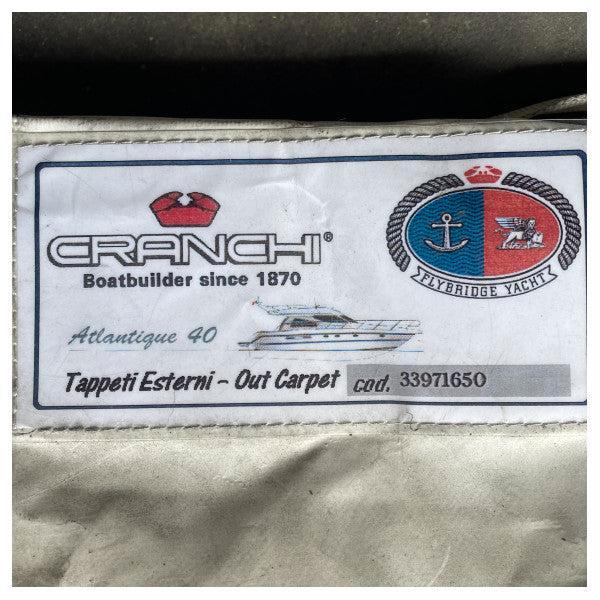 CRANCHI®
Boatbuilder since 1870
FLYBRIDGE YACHT
Atlantique 40
Tappeti Esterni - Out Carpet cod. 33971650